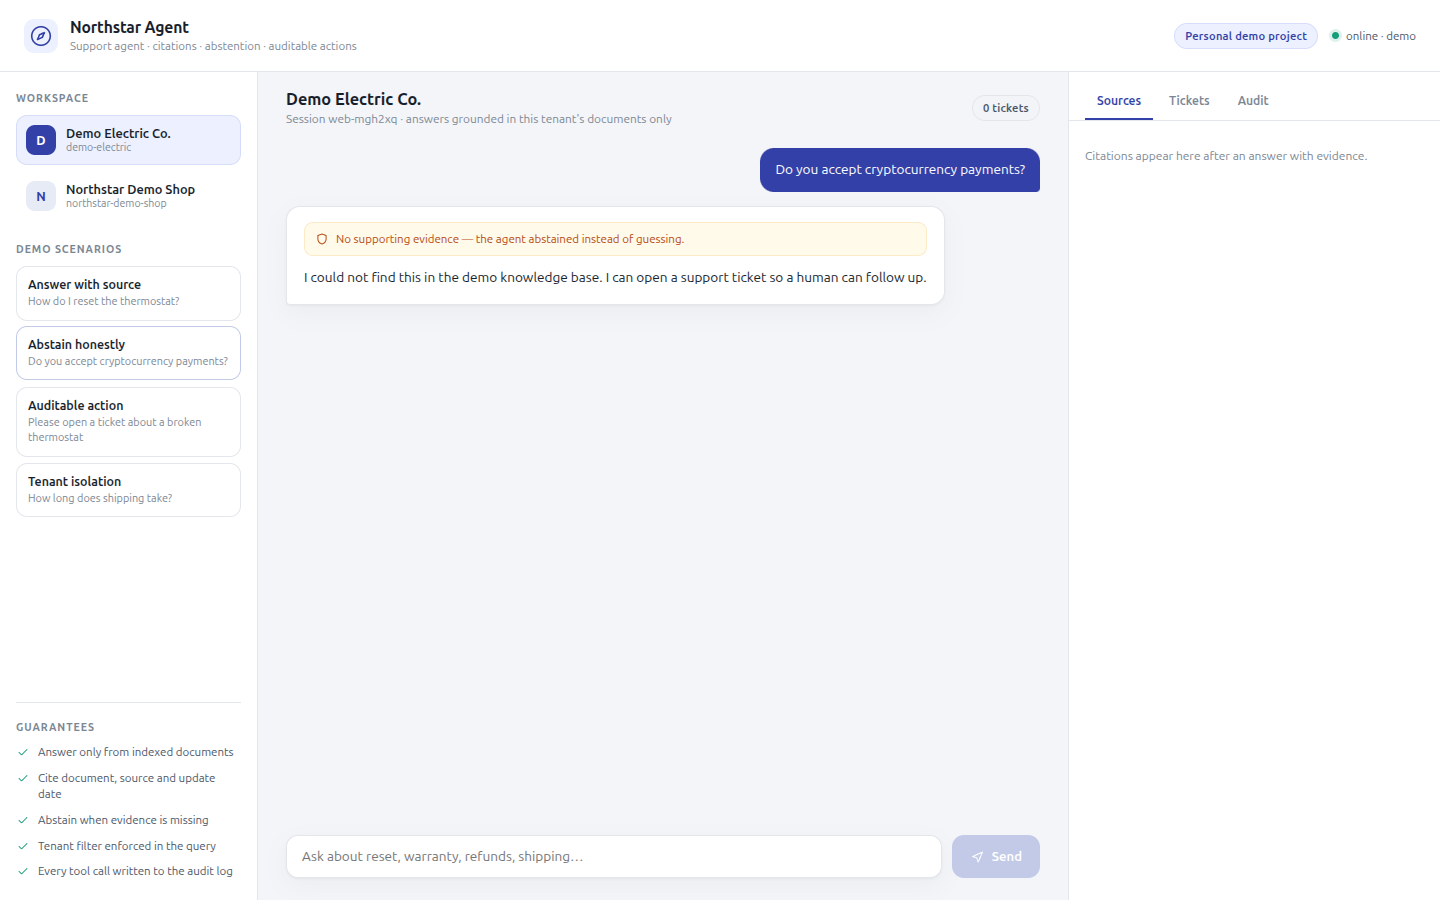 Northstar Agent
Support agent · citations · abstention · auditable actions
Personal demo project
online · demo
WORKSPACE
D
Demo Electric Co.
demo-electric
N
Northstar Demo Shop
northstar-demo-shop
DEMO SCENARIOS
Answer with source
How do I reset the thermostat?
Abstain honestly
Do you accept cryptocurrency payments?
Auditable action
Please open a ticket about a broken
thermostat
Tenant isolation
How long does shipping take?
GUARANTEES
Answer only from indexed documents
Cite document, source and update
date
Abstain when evidence is missing
Tenant filter enforced in the query
Every tool call written to the audit log
Demo Electric Co.
Session web-mgh2xq · answers grounded in this tenant's documents only
0 tickets
Do you accept cryptocurrency payments?
No supporting evidence — the agent abstained instead of guessing.
I could not find this in the demo knowledge base. I can open a support ticket so a human can follow up.
Ask about reset, warranty, refunds, shipping…
Send
Sources
Tickets
Audit
Citations appear here after an answer with evidence.